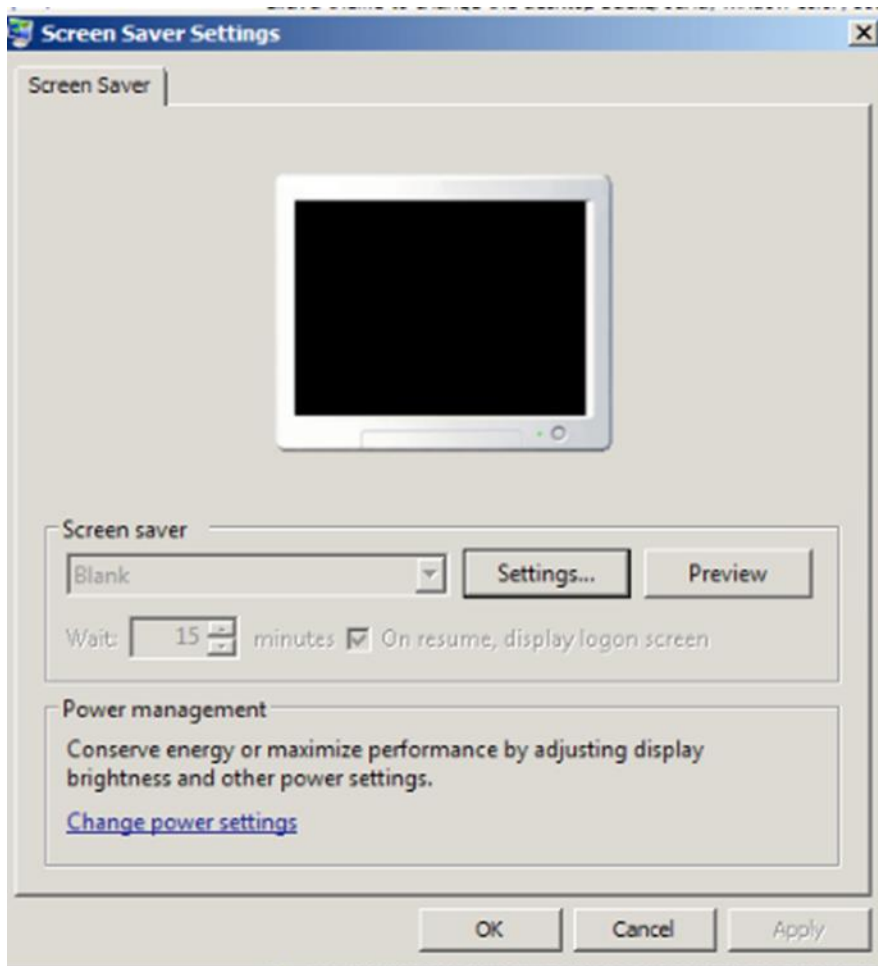 Screen Saver Settings
Screen Saver
Screen saver
Blank
Settings...
Preview
Wait: 15 minutes On resume, display logon screen
Power management
Conserve energy or maximize performance by adjusting display
brightness and other power settings.
Change power settings
OK Cancel Apply